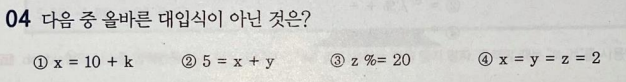 04 다음 중 올바른 대입식이 아닌 것은?
① x = 10 + k ② 5 = x + y ③ z %= 20 ④ x = y = z = 2